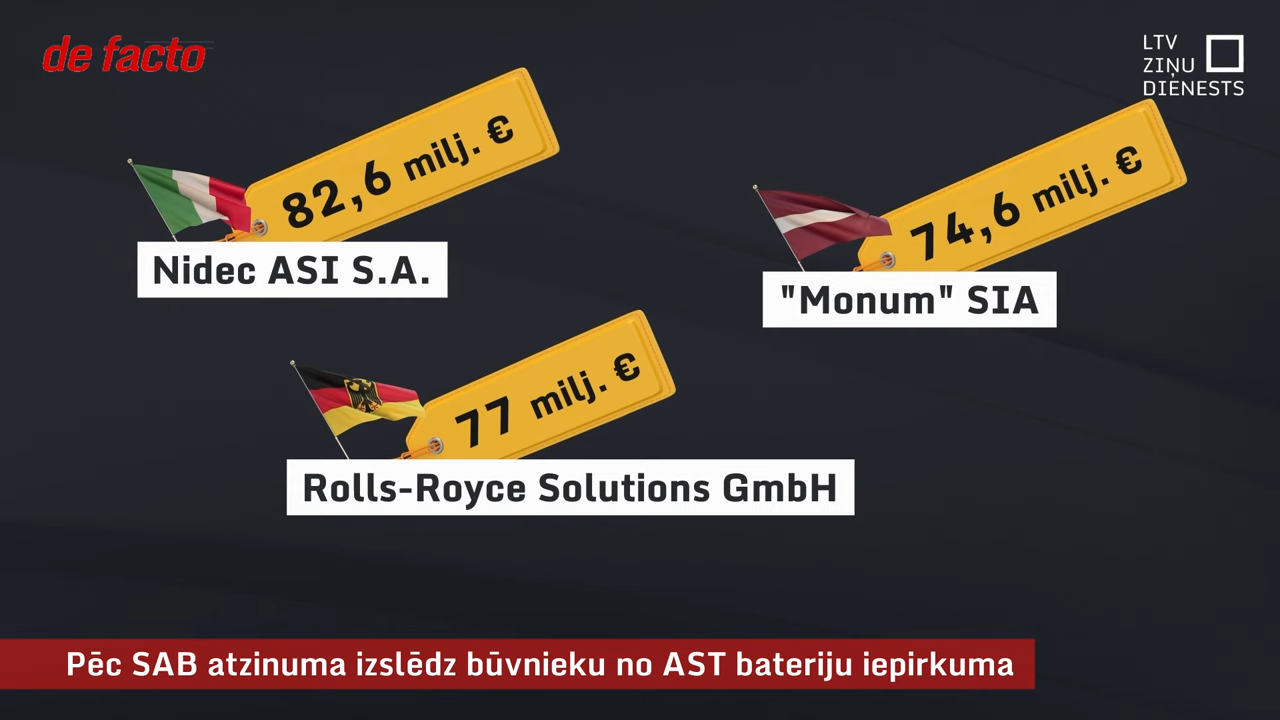 de facto
LTV
ZIŅU
DIENESTS
82,6 milj. €
Nidec ASI S.A.
74,6 milj. €
"Monum" SIA
77 milj. €
Rolls-Royce Solutions GmbH
Pēc SAB atzinuma izslēdz būvnieku no AST bateriju iepirkuma